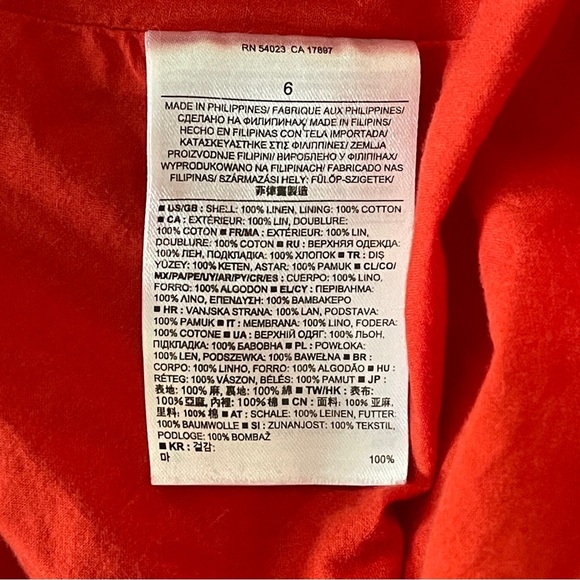 RN 54023 CA 17897
6
MADE IN PHILIPPINES/ FABRIQUE AUX PHILIPPINES/
СДЕЛАНО НА ФИЛИПИНАХ/ MADE IN FILIPINS/
HECHO EN FILIPINAS CON TELA IMPORTADA/
ΚΑΤΑΣΚΕΥΑΣΤΗΚΕ ΣΤΙΣ ΦΙΛΙΠΠΙΝΕΣ/ ZEMLJA
PROIZVODNJE FILIPINI/ ВИРОБЛЕНО У ФІЛІПІНАХ/
WYPRODUKOWANO NA FILIPINACH/ FABRICADO NAS
FILIPINAS/ SZÁRMAZÁSI HELY: FÜLÖP-SZIGETEK/
菲律賓製造
■ US/GB : SHELL: 100% LINEN, LINING: 100% COTTON
■ CA : EXTÉRIEUR: 100% LIN, DOUBLURE:
100% COTON ■ FR/MA : EXTÉRIEUR: 100% LIN,
DOUBLURE: 100% COTON ■ RU : ВЕРХНЯЯ ОДЕЖДА:
100% ЛЕН, ПОДКЛАДКА: 100% ХЛОПОК ■ TR : DIŞ
YÜZEY: 100% KETEN, ASTAR: 100% PAMUK ■ CL/CO/
MX/PA/PE/UY/AR/PY/CR/ES : CUERPO: 100% LINO,
FORRO: 100% ALGODON ■ EL/CY : ΠΕΡΙΒΛΗΜΑ:
100% ΛΙΝΟ, ΕΠΕΝΔΥΣΗ: 100% ΒΑΜΒΑΚΕΡΟ
■ HR : VANJSKA STRANA: 100% LAN, PODSTAVA:
100% PAMUK ■ IT : MEMBRANA: 100% LINO, FODERA:
100% COTONE ■ UA : ВЕРХНІЙ ОДЯГ: 100% ЛЬОН,
ПІДКЛАДКА: 100% БАВОВНА ■ PL : POWŁOKA:
100% LEN, PODSZEWKA: 100% BAWEŁNA ■ BR :
CORPO: 100% LINHO, FORRO: 100% ALGODÃO ■ HU :
RÉTEG: 100% VÁSZON, BÉLÉS: 100% PAMUT ■ JP :
表地: 100% 麻, 裏地: 100% 綿 ■ TW/HK : 表布:
100% 亞麻, 內裡: 100% 棉 ■ CN : 面料: 100% 亚麻,
里料: 100% 棉 ■ AT : SCHALE: 100% LEINEN, FUTTER:
100% BAUMWOLLE ■ SI : ZUNANJOST: 100% TEKSTIL,
PODLOGE: 100% BOMBAŽ
■ KR : 겉감:
마 100%